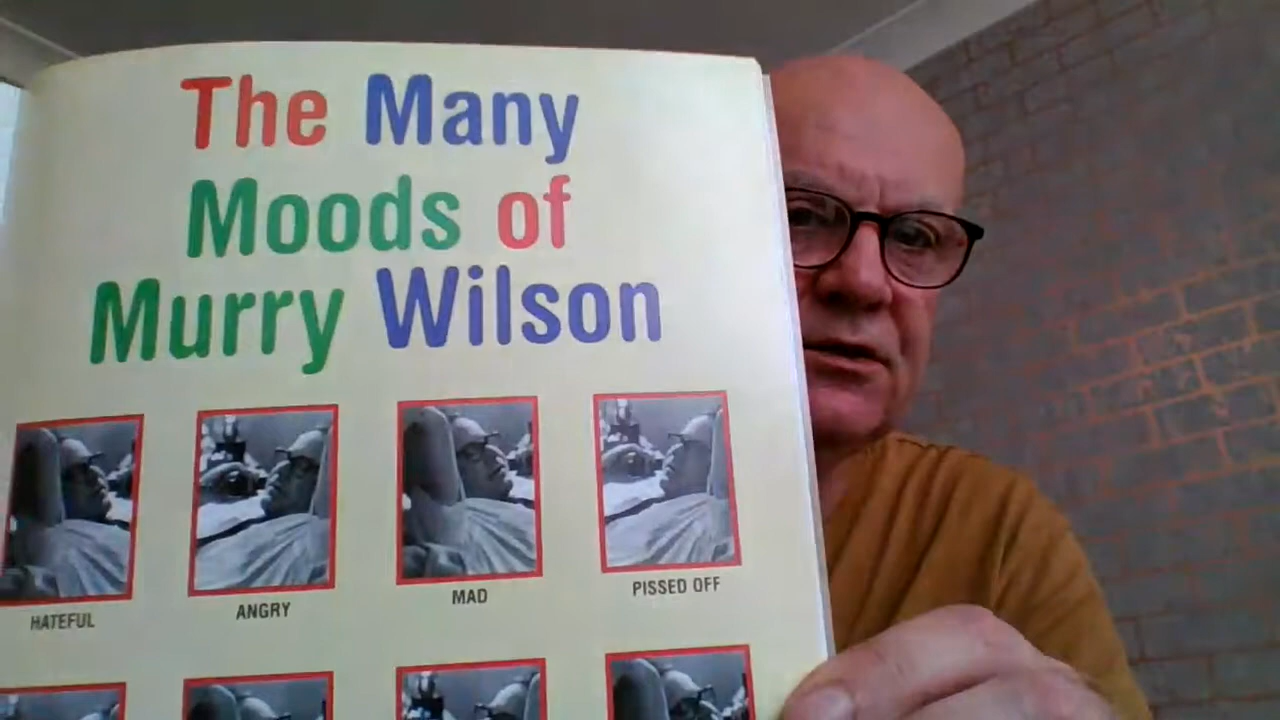 The Many
Moods of
Murry Wilson
HATEFUL
ANGRY
MAD
PISSED OFF